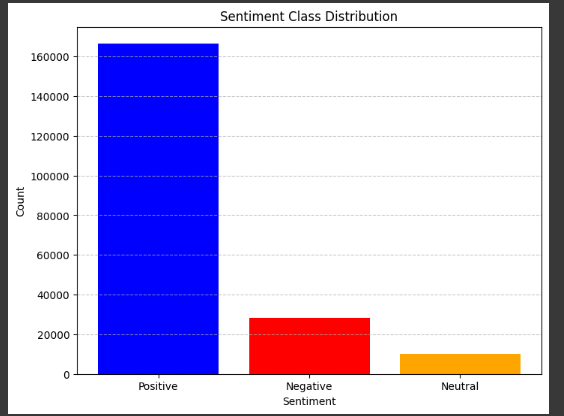 Sentiment Class Distribution
160000
140000
120000
100000
80000
60000
40000
20000
0
Count
Positive Negative Neutral
Sentiment